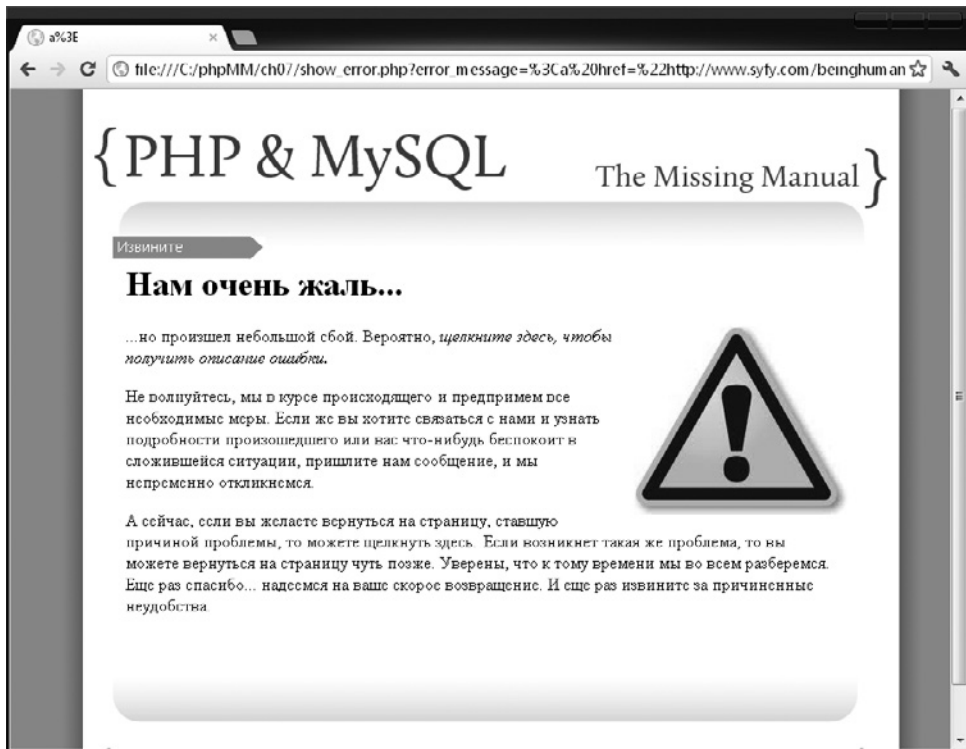 a%3E
file:///C:/phpMM/ch07/show_error.php?error_message=%3Ca%20href=%22http://www.syfy.com/beinghuman
{PHP & MySQL
The Missing Manual}
Извините
Нам очень жаль...
...но произшел небольшой сбой. Вероятно, щелкните здесь, чтобы
получить описание ошибки.
Не волнуйтесь, мы в курсе происходящего и предпримем все
необходимые меры. Если же вы хотите связаться с нами и узнать
подробности произошедшего или вас что-нибудь беспокоит в
сложившейся ситуации, пришлите нам сообщение, и мы
непременно откликнемся.
А сейчас, если вы желаете вернуться на страницу, ставшую
причиной проблемы, то можете щелкнуть здесь. Если возникнет такая же проблема, то вы
можете вернуться на страницу чуть позже. Уверены, что к тому времени мы во всем разберемся.
Еще раз спасибо... надеемся на ваше скорое возвращение. И еще раз извините за причиненные
неудобства.